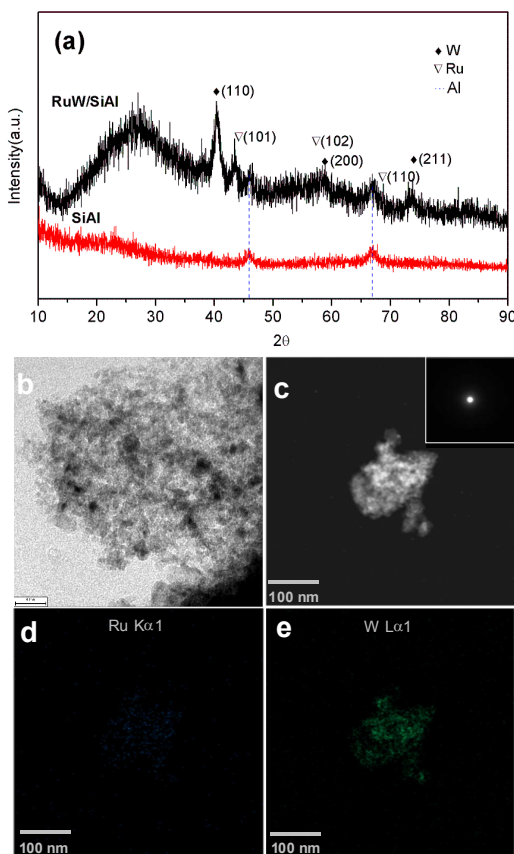 (a)
◆ W
▽ Ru
Al
RuW/SiAl
◆(110)
▽(101)
▽(102)
◆(200)
▽(110)
◆(211)
SiAl
Intensity(a.u.)
10 20 30 40 50 60 70 80 90
2θ
b
c
100 nm
d
Ru Kα1
100 nm
e
W Lα1
100 nm